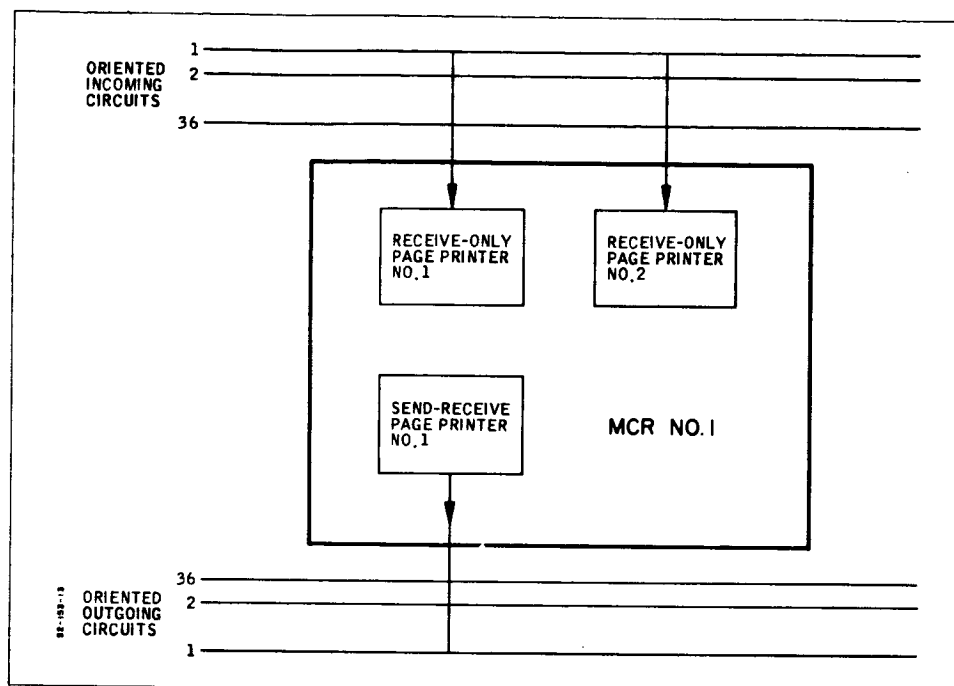 1
ORIENTED
INCOMING
CIRCUITS
2
36
RECEIVE-ONLY
PAGE PRINTER
NO.1
RECEIVE-ONLY
PAGE PRINTER
NO.2
SEND-RECEIVE
PAGE PRINTER
NO.1
MCR NO. I
36
ORIENTED
OUTGOING
CIRCUITS
2
1